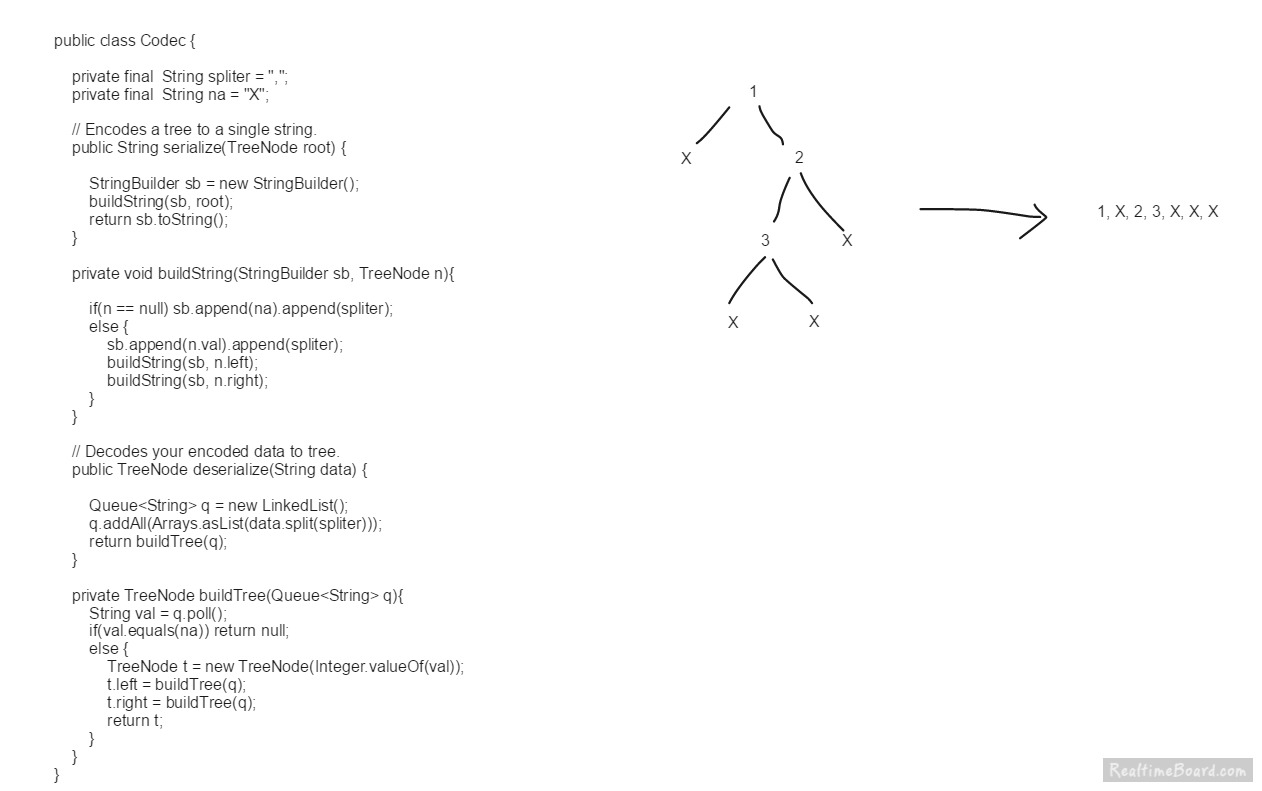 public class Codec {
private final  String spliter = ",";
private final  String na = "X";
// Encodes a tree to a single string.
public String serialize(TreeNode root) {
StringBuilder sb = new StringBuilder();
buildString(sb, root);
return sb.toString();
}
private void buildString(StringBuilder sb, TreeNode n){
if(n == null) sb.append(na).append(spliter);
else {
sb.append(n.val).append(spliter);
buildString(sb, n.left);
buildString(sb, n.right);
}
}
// Decodes your encoded data to tree.
public TreeNode deserialize(String data) {
Queue<String> q = new LinkedList();
q.addAll(Arrays.asList(data.split(spliter)));
return buildTree(q);
}
private TreeNode buildTree(Queue<String> q){
String val = q.poll();
if(val.equals(na)) return null;
else {
TreeNode t = new TreeNode(Integer.valueOf(val));
t.left = buildTree(q);
t.right = buildTree(q);
return t;
}
}
}
1
X 2
3 X
X X
1, X, 2, 3, X, X, X
RealtimeBoard.com